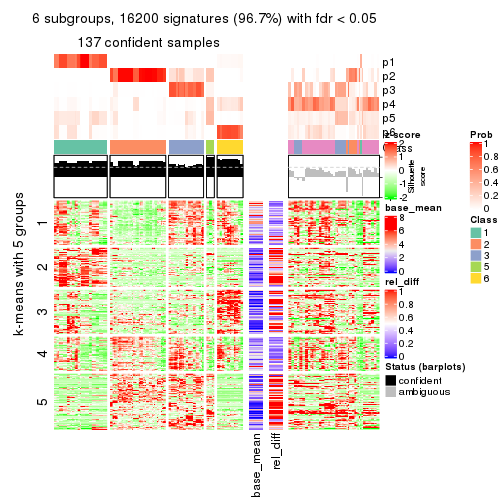 6 subgroups, 16200 signatures (96.7%) with fdr < 0.05
137 confident samples
p1
p2
p3
p4
p5
p6
Class
Silhouette
score
z-score
2
-2
base_mean
8
6
4
2
0
rel_diff
1
0.8
0.6
0.4
0.2
0
Status (barplots)
confident
ambiguous
Prob
1
0.8
0.6
0.4
0.2
0
Class
1
2
3
5
6
k-means with 5 groups
1
2
3
4
5
base_mean
rel_diff